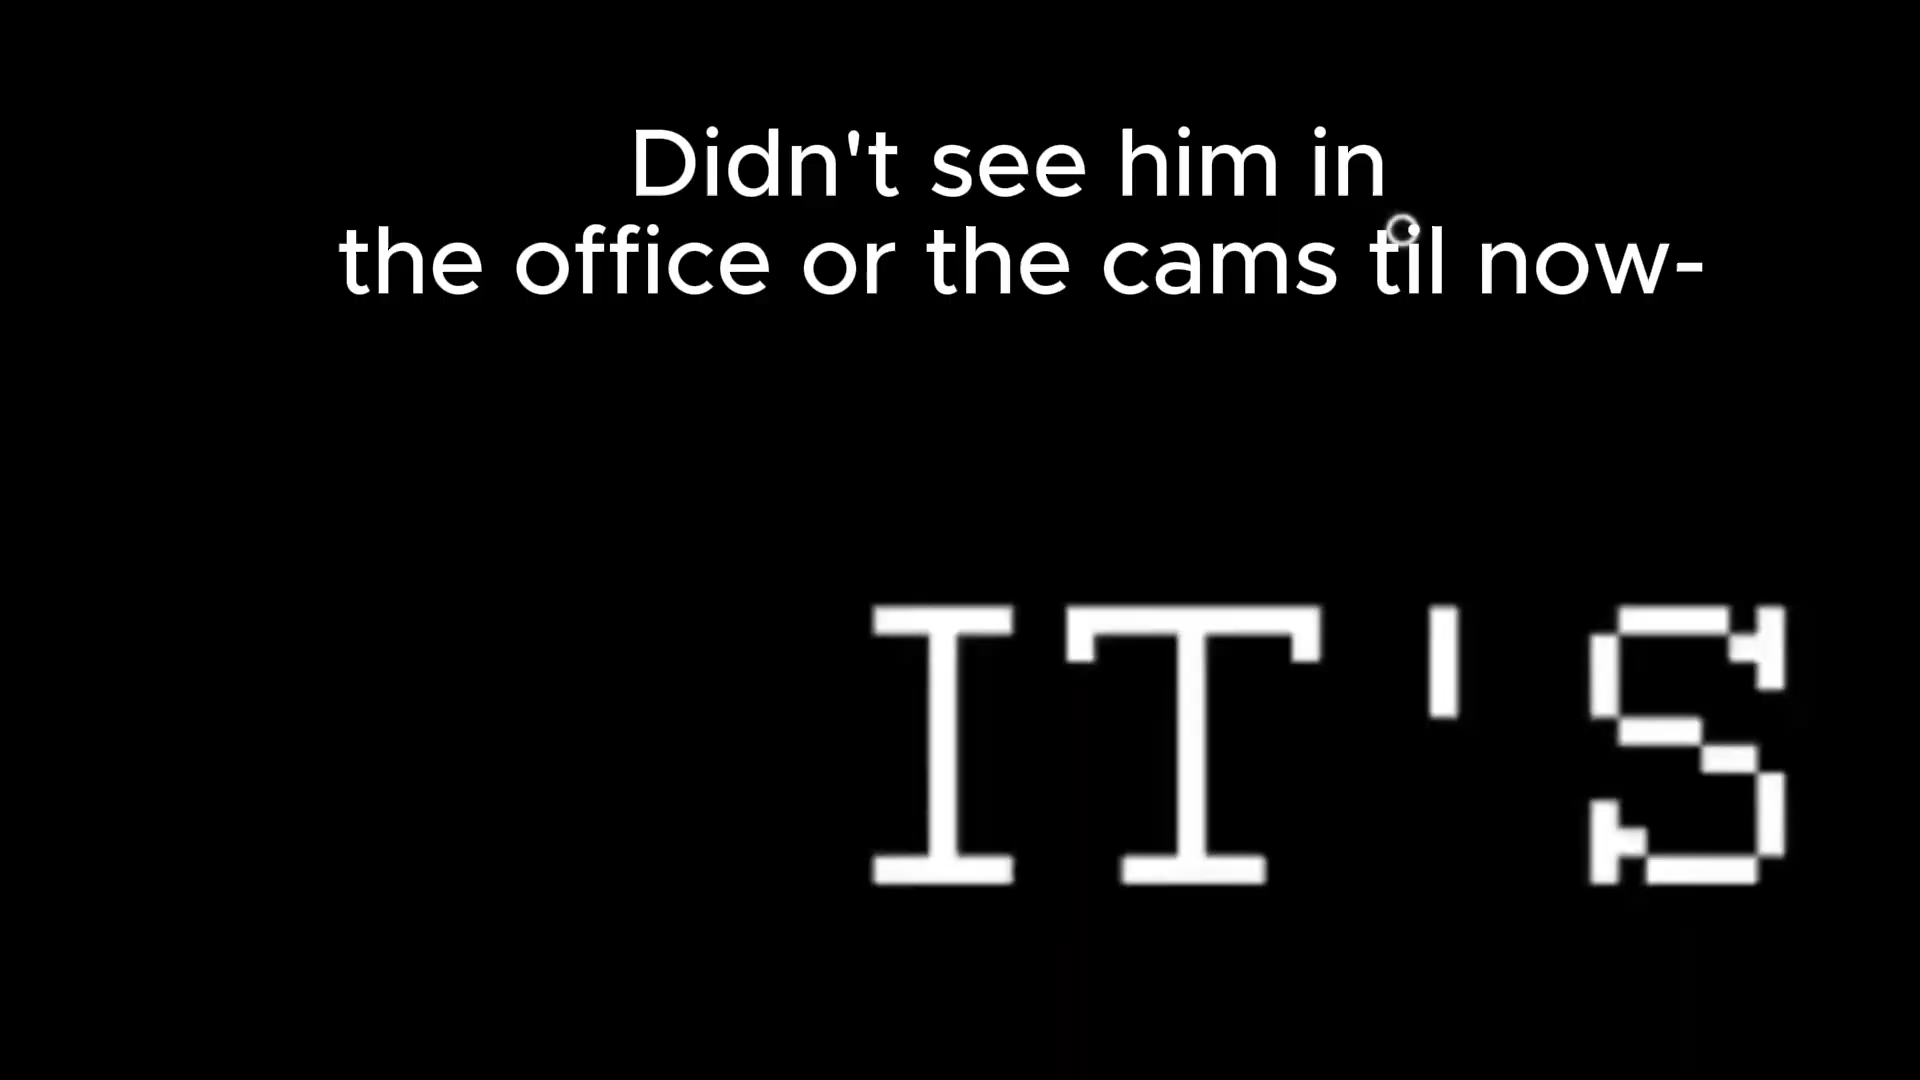 Didn't see him in
the office or the cams til now-
IT'S